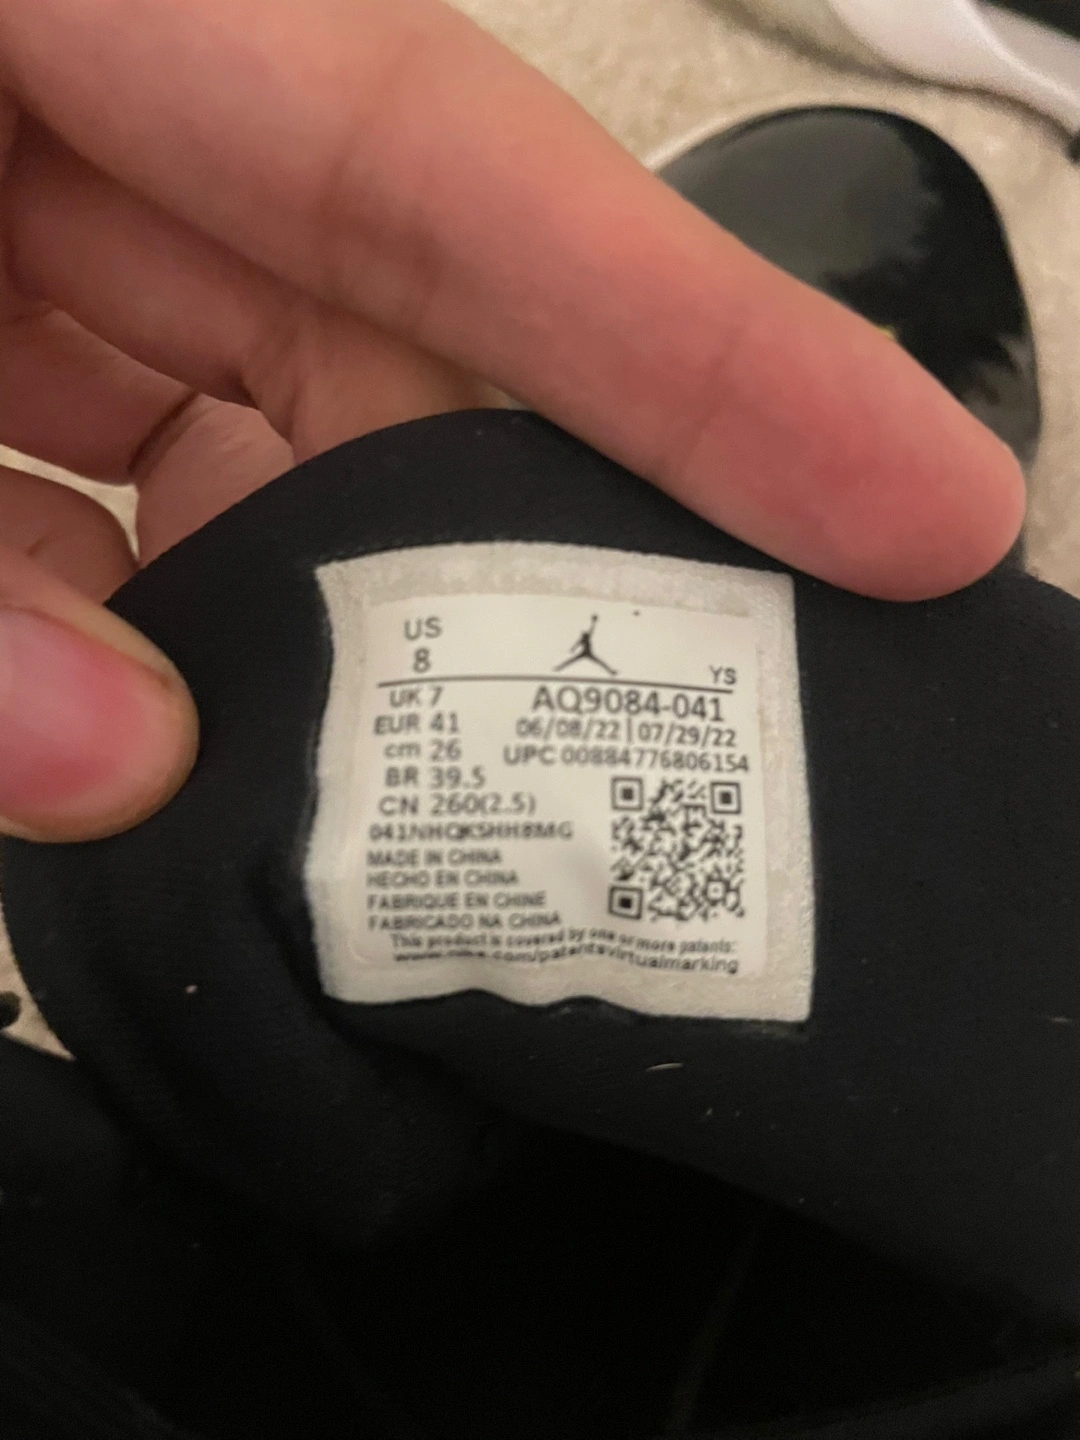 US
8
YS
UK 7
AQ9084-041
EUR 41
06/08/22 | 07/29/22
cm 26
UPC 00884776806154
BR 39.5
CN 260(2.5)
MADE IN CHINA
HECHO EN CHINA
FABRIQUE EN CHINE
FABRICADO NA CHINA
This product is covered by one or more patents:
www.nike.com/patentsvirtualmarking